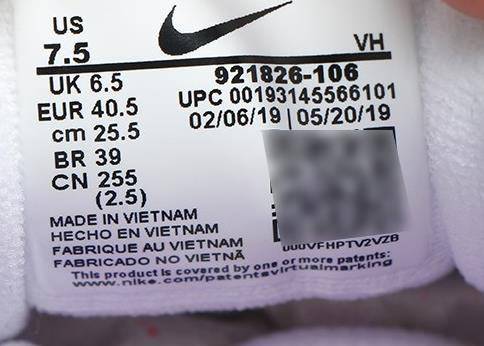 US
7.5
VH
UK 6.5
EUR 40.5
cm 25.5
BR 39
CN 255
(2.5)
921826-106
UPC 00193145566101
02/06/19 | 05/20/19
000VFHPTV2VZB
MADE IN VIETNAM
HECHO EN VIETNAM
FABRIQUE AU VIETNAM
FABRICADO NO VIETNÃ
This product is covered by one or more patents:
www.nike.com/patentsvirtualmarking